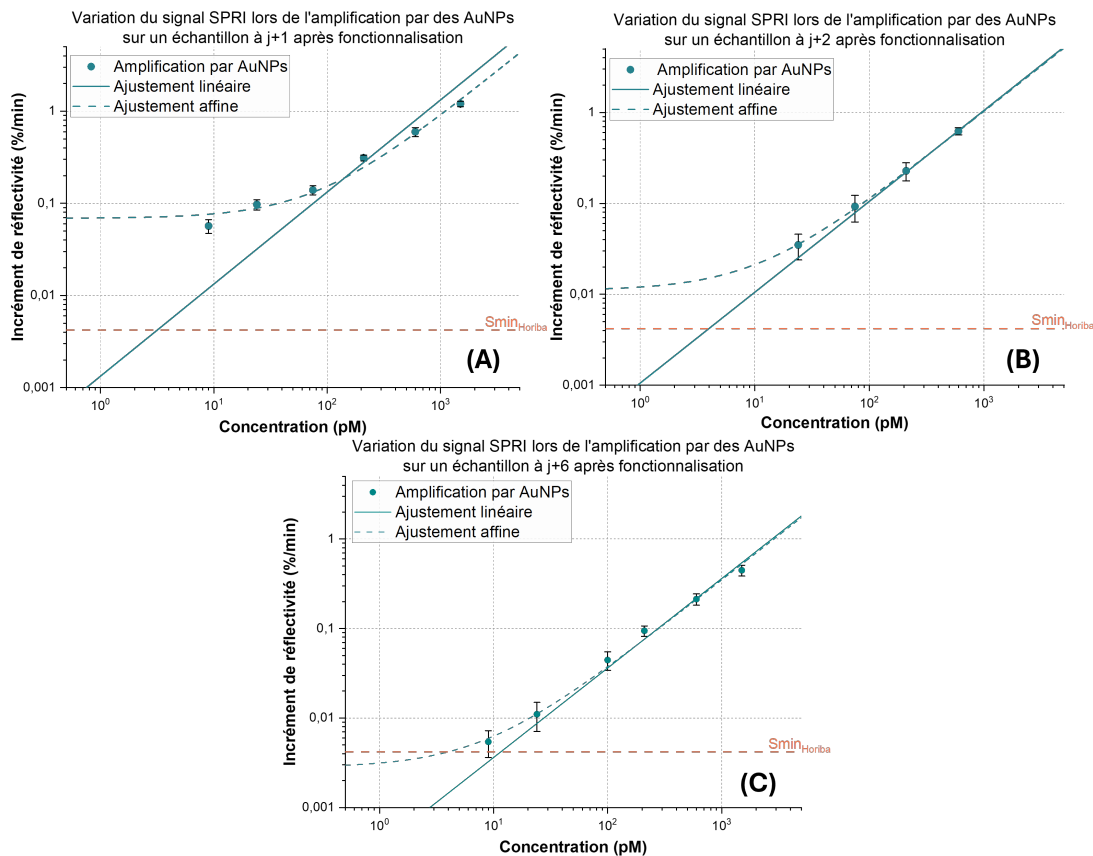 Variation du signal SPRI lors de l'amplification par des AuNPs
sur un échantillon à j+1 après fonctionnalisation
Amplification par AuNPs
Ajustement linéaire
Ajustement affine
1
0,1
0,01
0,001
Incrément de réflectivité (%/min)
Smin_Horiba
(A)
10^0
10^1
10^2
10^3
Concentration (pM)
Variation du signal SPRI lors de l'amplification par des AuNPs
sur un échantillon à j+2 après fonctionnalisation
Amplification par AuNPs
Ajustement linéaire
Ajustement affine
1
0,1
0,01
0,001
Incrément de réflectivité (%/min)
Smin_Horiba
(B)
10^0
10^1
10^2
10^3
Concentration (pM)
Variation du signal SPRI lors de l'amplification par des AuNPs
sur un échantillon à j+6 après fonctionnalisation
Amplification par AuNPs
Ajustement linéaire
Ajustement affine
1
0,1
0,01
0,001
Incrément de réflectivité (%/min)
Smin_Horiba
(C)
10^0
10^1
10^2
10^3
Concentration (pM)